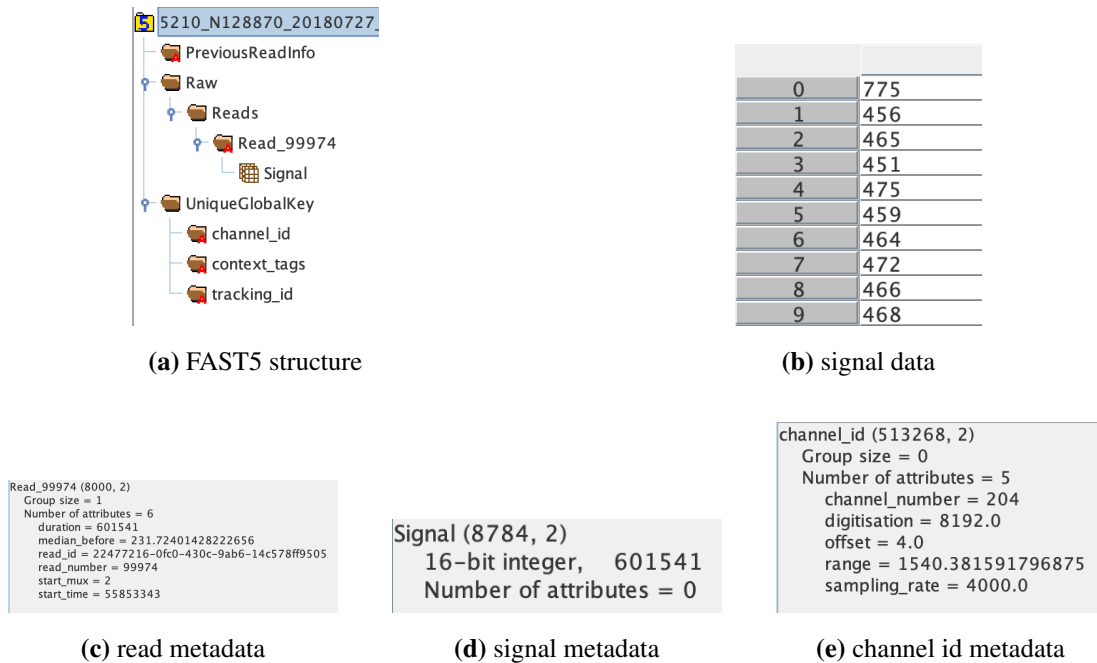 5 5210_N128870_20180727_
PreviousReadInfo
Raw
Reads
Read_99974
Signal
UniqueGlobalKey
channel_id
context_tags
tracking_id
(a) FAST5 structure
0 775
1 456
2 465
3 451
4 475
5 459
6 464
7 472
8 466
9 468
(b) signal data
Read_99974 (8000, 2)
Group size = 1
Number of attributes = 6
duration = 601541
median_before = 231.72401428222656
read_id = 22477216-0fc0-430c-9ab6-14c578ff9505
read_number = 99974
start_mux = 2
start_time = 55853343
(c) read metadata
Signal (8784, 2)
16-bit integer, 601541
Number of attributes = 0
(d) signal metadata
channel_id (513268, 2)
Group size = 0
Number of attributes = 5
channel_number = 204
digitisation = 8192.0
offset = 4.0
range = 1540.381591796875
sampling_rate = 4000.0
(e) channel id metadata